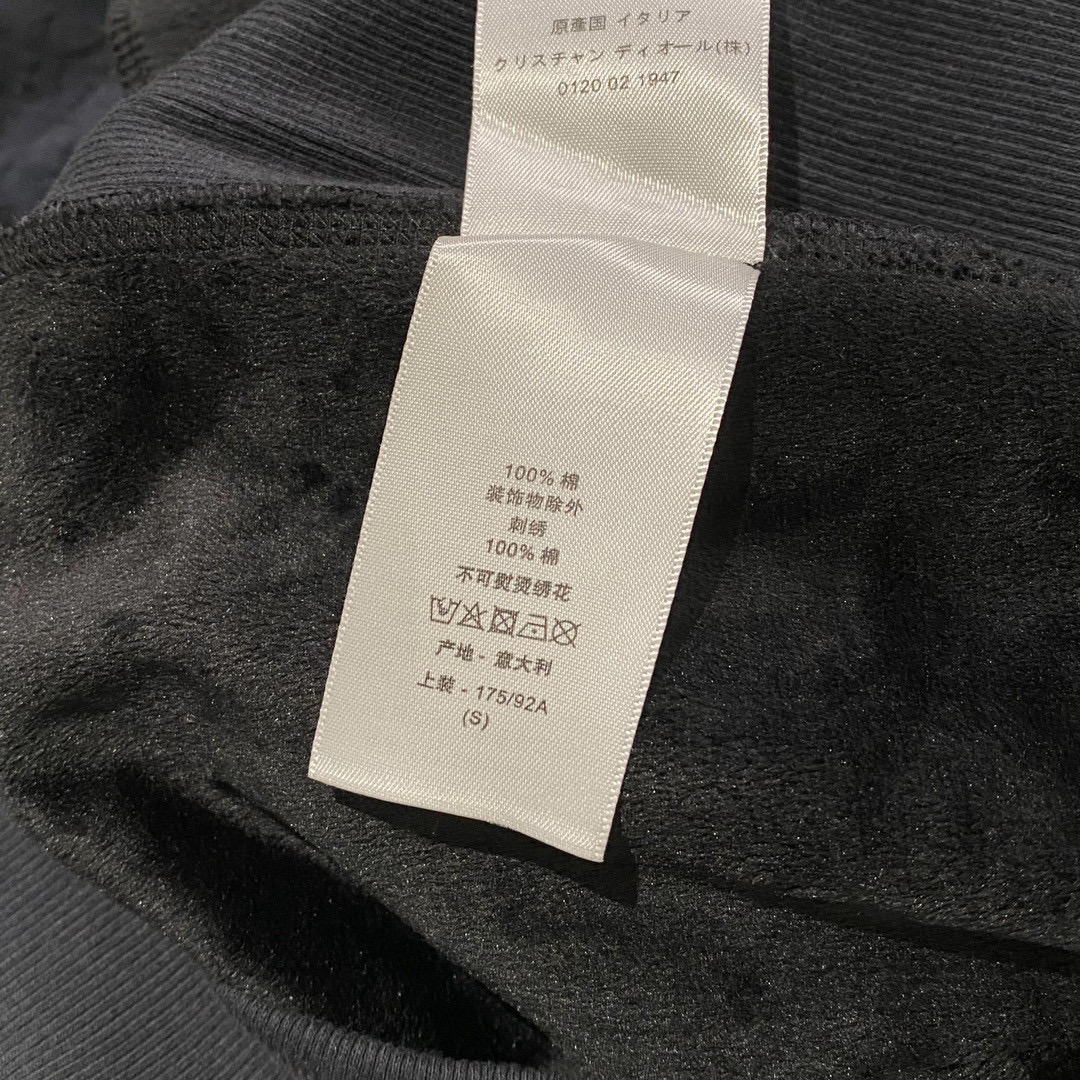 原産国 イタリア
クリスチャン ディオール(株)
0120 02 1947
100% 棉
装饰物除外
刺绣
100% 棉
不可熨烫绣花
产地 - 意大利
上装 - 175/92A
(S)